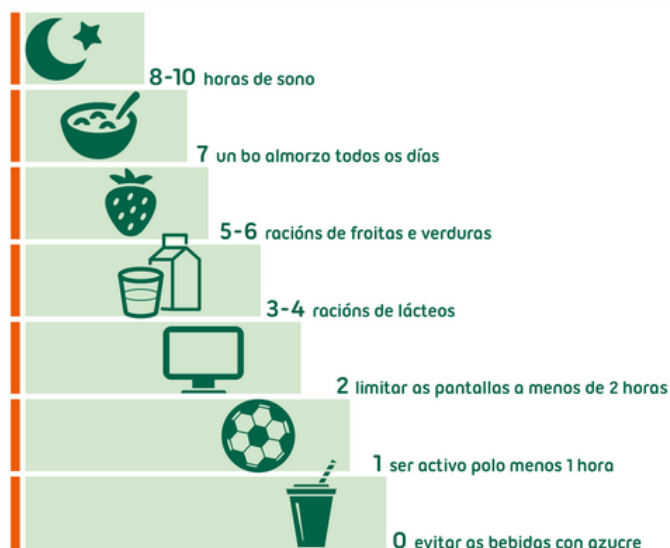 8-10 horas de sono
7 un bo almorzo todos os días
5-6 racións de froitas e verduras
3-4 racións de lácteos
2 limitar as pantallas a menos de 2 horas
1 ser activo polo menos 1 hora
0 evitar as bebidas con azucre